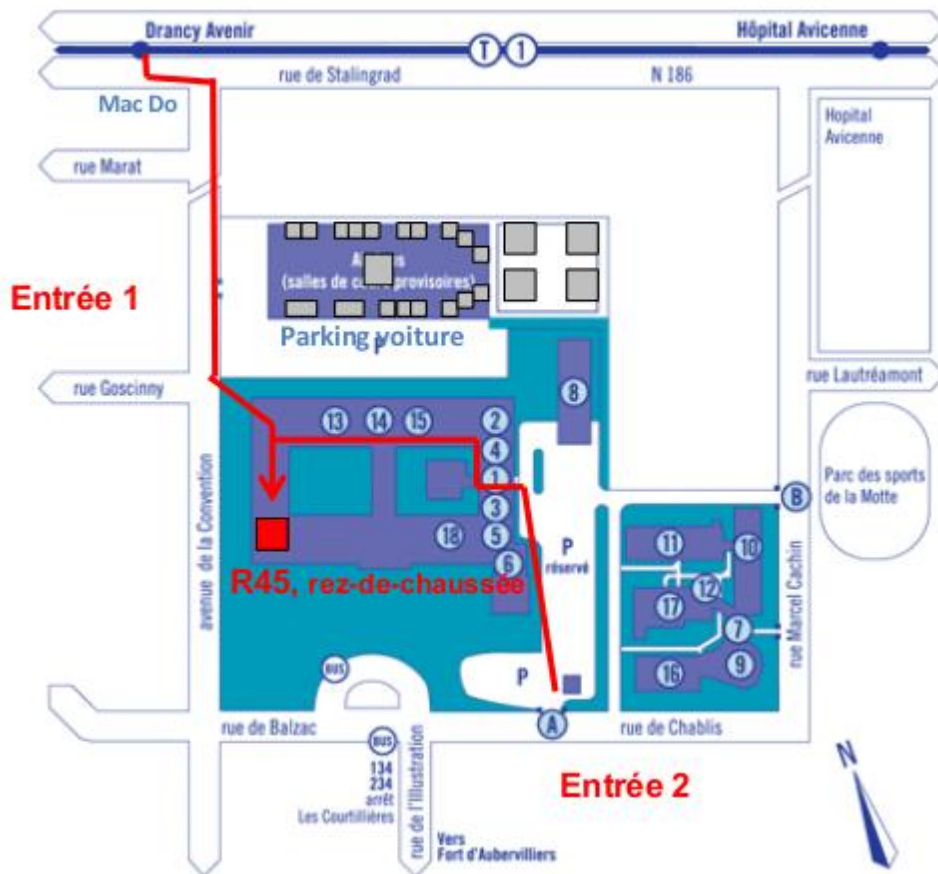 Drancy Avenir
T 1
Hôpital Avicenne
rue de Stalingrad
N 186
Mac Do
Hopital
Avicenne
rue Marat
(salles de
provisoires)
Entrée 1
Parking voiture
P
rue Goscinny
rue Lautréamont
8
13
14
15
2
4
1
3
5
18
6
P
réservé
B
Parc des sports
de la Motte
11
10
12
17
7
16
9
R45, rez-de-chaussée
avenue de la Convention
rue Marcel Cachin
BUS
P
A
rue de Balzac
rue de Chablis
BUS
134
234
arrêt
Les Courtillières
rue de l'Illustration
Vers
Fort d'Aubervilliers
Entrée 2
N